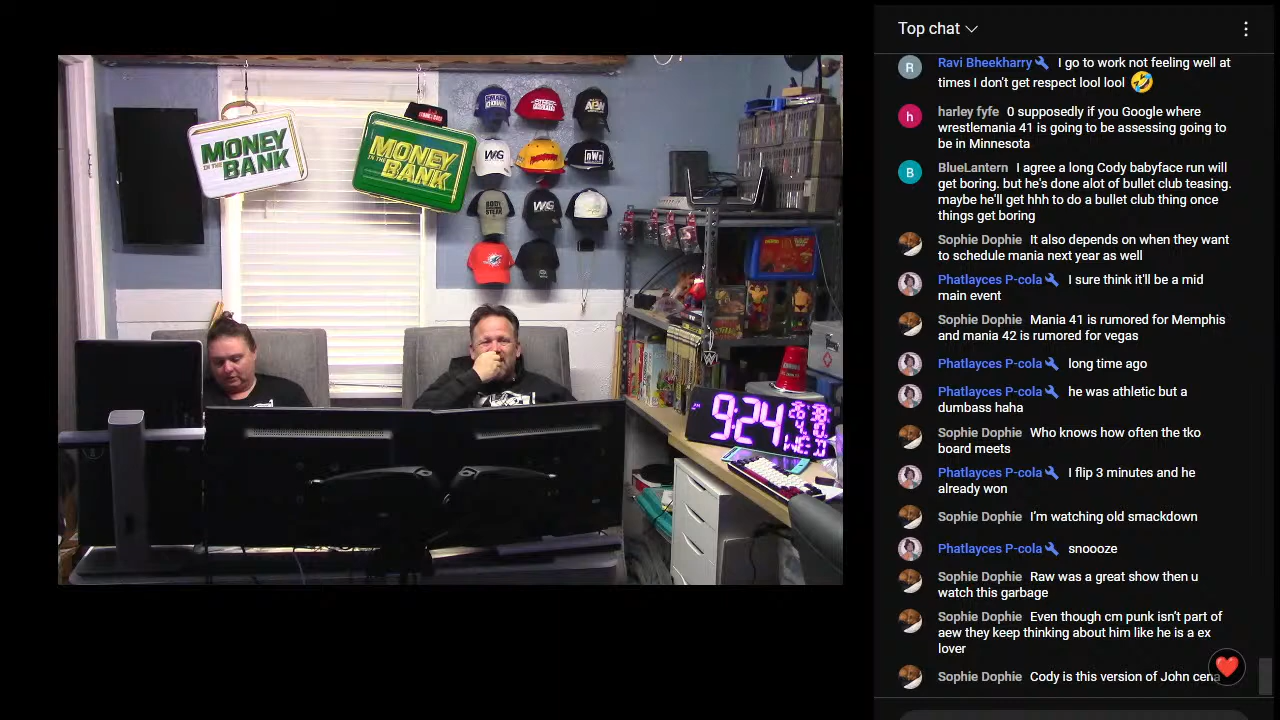 Top chat
Ravi Bheekharry I go to work not feeling well at
times I don't get respect lool lool 🤣
R
harley fyfe 0 supposedly if you Google where
wrestlemania 41 is going to be assessing going to
be in Minnesota
h
BlueLantern I agree a long Cody babyface run will
get boring. but he's done alot of bullet club teasing.
maybe he'll get hhh to do a bullet club thing once
things get boring
B
Sophie Dophie It also depends on when they want
to schedule mania next year as well
Phatlayces P-cola I sure think it'll be a mid
main event
Sophie Dophie Mania 41 is rumored for Memphis
and mania 42 is rumored for vegas
Phatlayces P-cola long time ago
Phatlayces P-cola he was athletic but a
dumbass haha
Sophie Dophie Who knows how often the tko
board meets
Phatlayces P-cola I flip 3 minutes and he
already won
Sophie Dophie I'm watching old smackdown
Phatlayces P-cola snoooze
Sophie Dophie Raw was a great show then u
watch this garbage
Sophie Dophie Even though cm punk isn't part of
aew they keep thinking about him like he is a ex
lover
Sophie Dophie Cody is this version of John cena
MONEY
IN THE
BANK
MONEY
IN THE
BANK
nWo
9:24